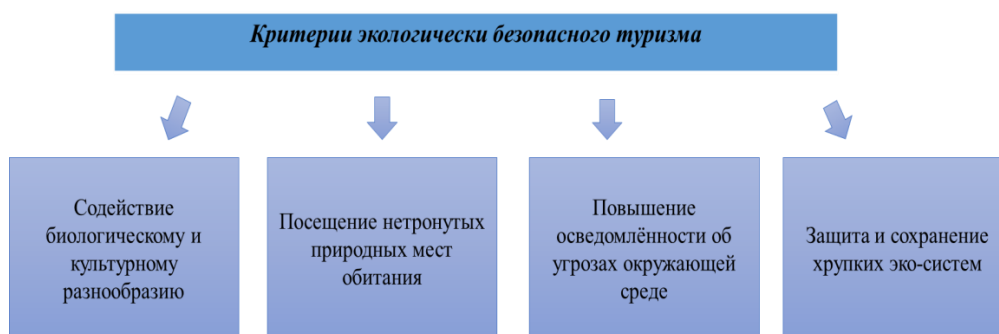 Критерии экологически безопасного туризма
Содействие
биологическому и
культурному
разнообразию
Посещение нетронутых
природных мест
обитания
Повышение
осведомлённости об
угрозах окружающей
среде
Защита и сохранение
хрупких эко-систем